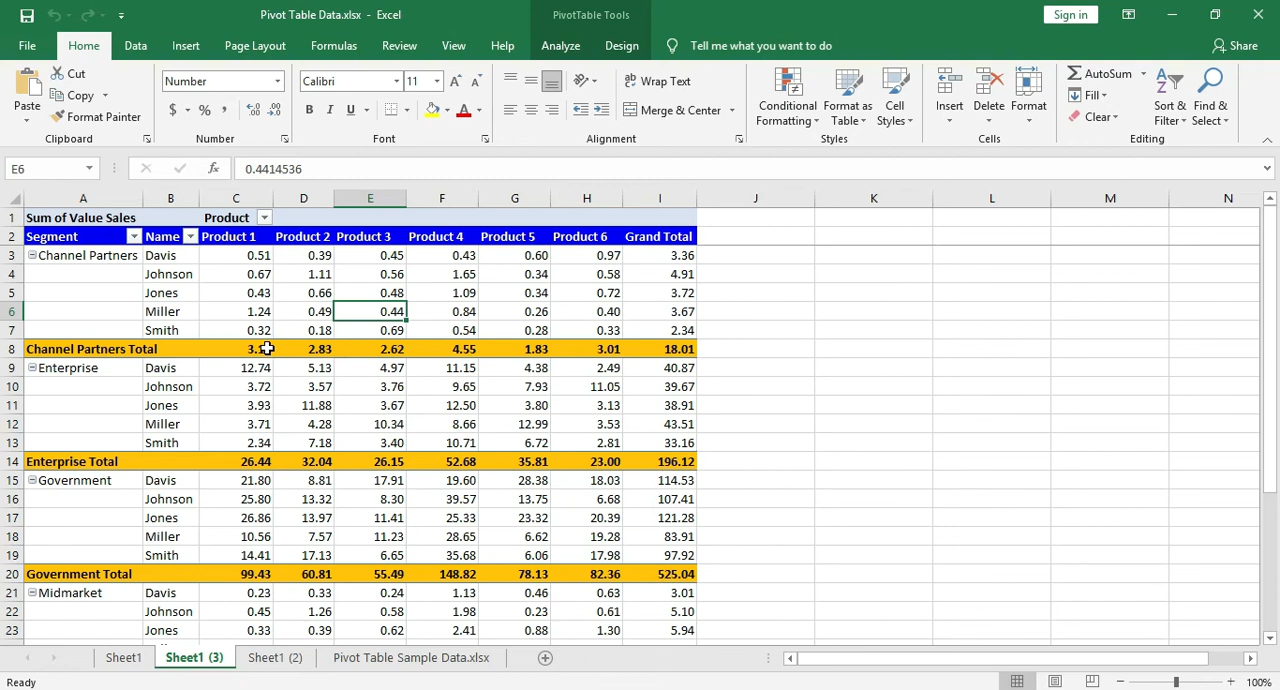 Pivot Table Data.xlsx - Excel
PivotTable Tools
Sign in
File Home Data Insert Page Layout Formulas Review View Help Analyze Design Tell me what you want to do Share
Paste Cut Copy Format Painter Clipboard
Number $ % , Number
Calibri 11 A A B I U A Font
Wrap Text Merge & Center Alignment
Conditional Formatting Format as Table Cell Styles Styles
Insert Delete Format Cells
AutoSum Fill Clear Sort & Filter Find & Select Editing
E6 fx 0.4414536
A B C D E F G H I J K L M N
1 Sum of Value Sales Product
2 Segment Name Product 1 Product 2 Product 3 Product 4 Product 5 Product 6 Grand Total
3 Channel Partners Davis 0.51 0.39 0.45 0.43 0.60 0.97 3.36
4 Johnson 0.67 1.11 0.56 1.65 0.34 0.58 4.91
5 Jones 0.43 0.66 0.48 1.09 0.34 0.72 3.72
6 Miller 1.24 0.49 0.44 0.84 0.26 0.40 3.67
7 Smith 0.32 0.18 0.69 0.54 0.28 0.33 2.34
8 Channel Partners Total 2.83 2.62 4.55 1.83 3.01 18.01
9 Enterprise Davis 12.74 5.13 4.97 11.15 4.38 2.49 40.87
10 Johnson 3.72 3.57 3.76 9.65 7.93 11.05 39.67
11 Jones 3.93 11.88 3.67 12.50 3.80 3.13 38.91
12 Miller 3.71 4.28 10.34 8.66 12.99 3.53 43.51
13 Smith 2.34 7.18 3.40 10.71 6.72 2.81 33.16
14 Enterprise Total 26.44 32.04 26.15 52.68 35.81 23.00 196.12
15 Government Davis 21.80 8.81 17.91 19.60 28.38 18.03 114.53
16 Johnson 25.80 13.32 8.30 39.57 13.75 6.68 107.41
17 Jones 26.86 13.97 11.41 25.33 23.32 20.39 121.28
18 Miller 10.56 7.57 11.23 28.65 6.62 19.28 83.91
19 Smith 14.41 17.13 6.65 35.68 6.06 17.98 97.92
20 Government Total 99.43 60.81 55.49 148.82 78.13 82.36 525.04
21 Midmarket Davis 0.23 0.33 0.24 1.13 0.46 0.63 3.01
22 Johnson 0.45 1.26 0.58 1.98 0.23 0.61 5.10
23 Jones 0.33 0.39 0.62 2.41 0.88 1.30 5.94
Sheet1 Sheet1 (3) Sheet1 (2) Pivot Table Sample Data.xlsx
Ready 100%